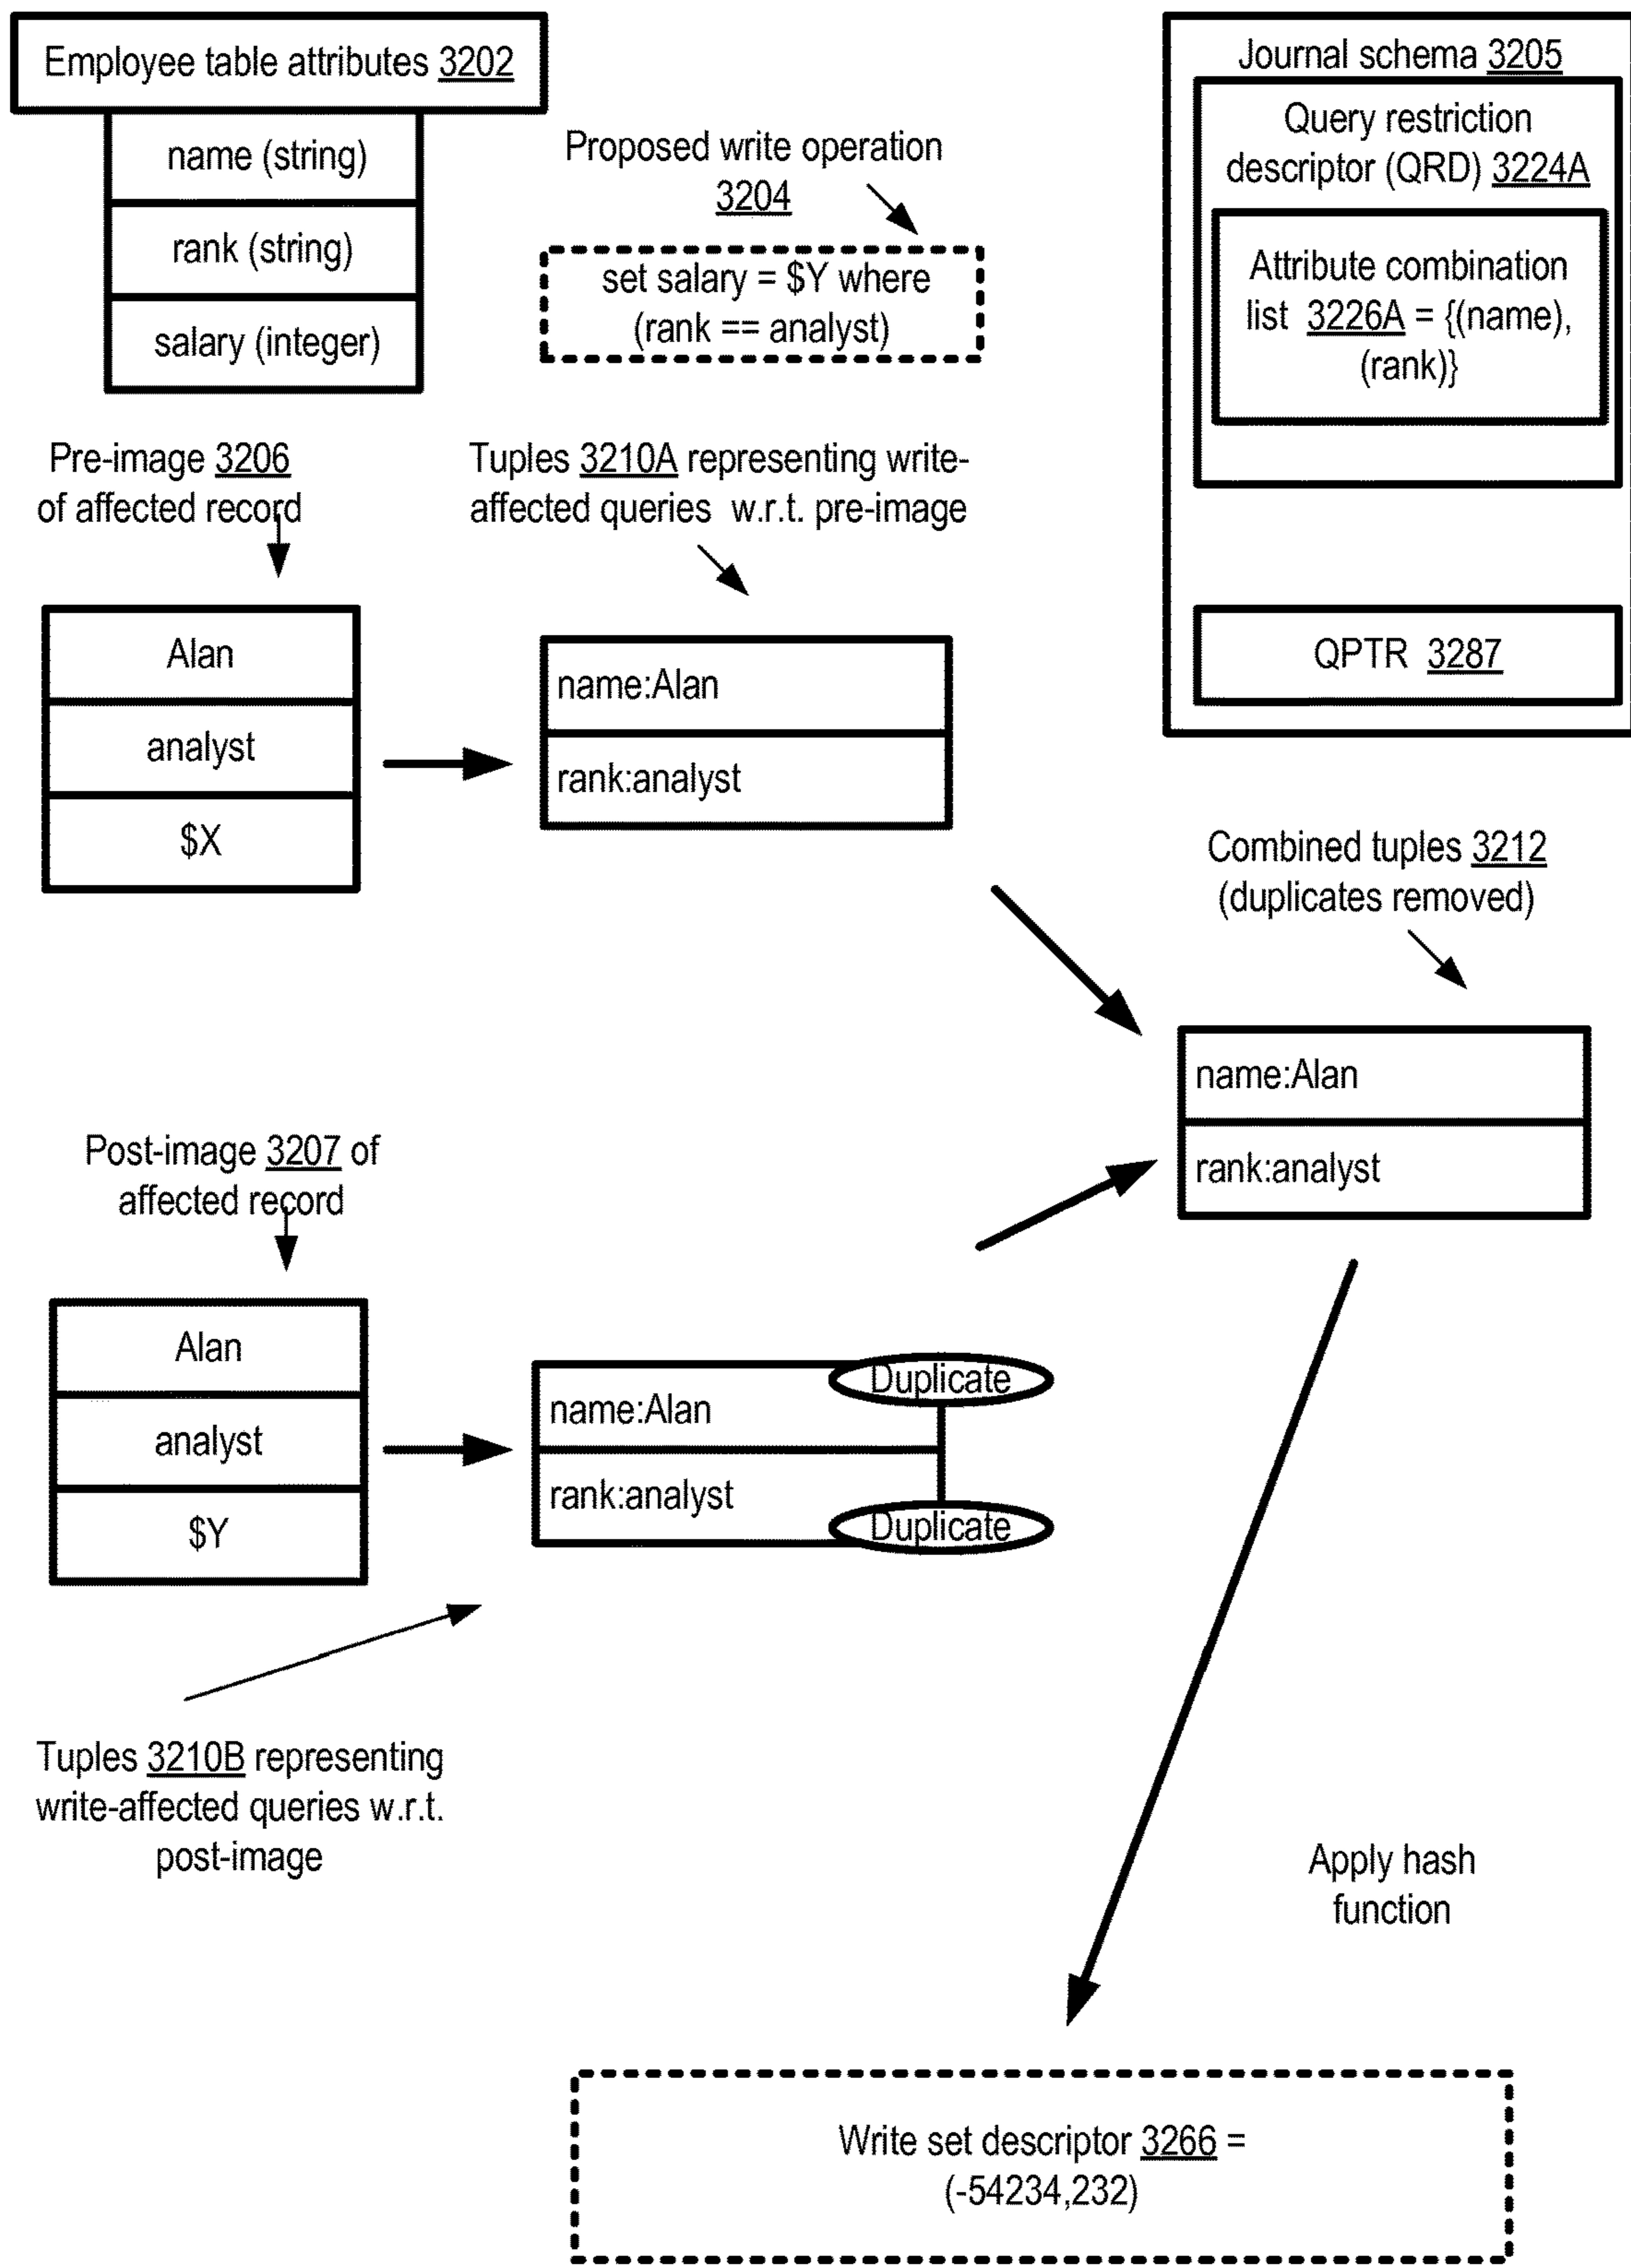 Employee table attributes 3202
name (string)
rank (string)
salary (integer)
Proposed write operation
3204
set salary = $Y where
(rank == analyst)
Journal schema 3205
Query restriction
descriptor (QRD) 3224A
Attribute combination
list 3226A = {(name),
(rank)}
QPTR 3287
Pre-image 3206
of affected record
Alan
analyst
$X
Tuples 3210A representing write-
affected queries w.r.t. pre-image
name:Alan
rank:analyst
Combined tuples 3212
(duplicates removed)
name:Alan
rank:analyst
Post-image 3207 of
affected record
Alan
analyst
$Y
name:Alan
Duplicate
rank:analyst
Duplicate
Tuples 3210B representing
write-affected queries w.r.t.
post-image
Apply hash
function
Write set descriptor 3266 =
(-54234,232)